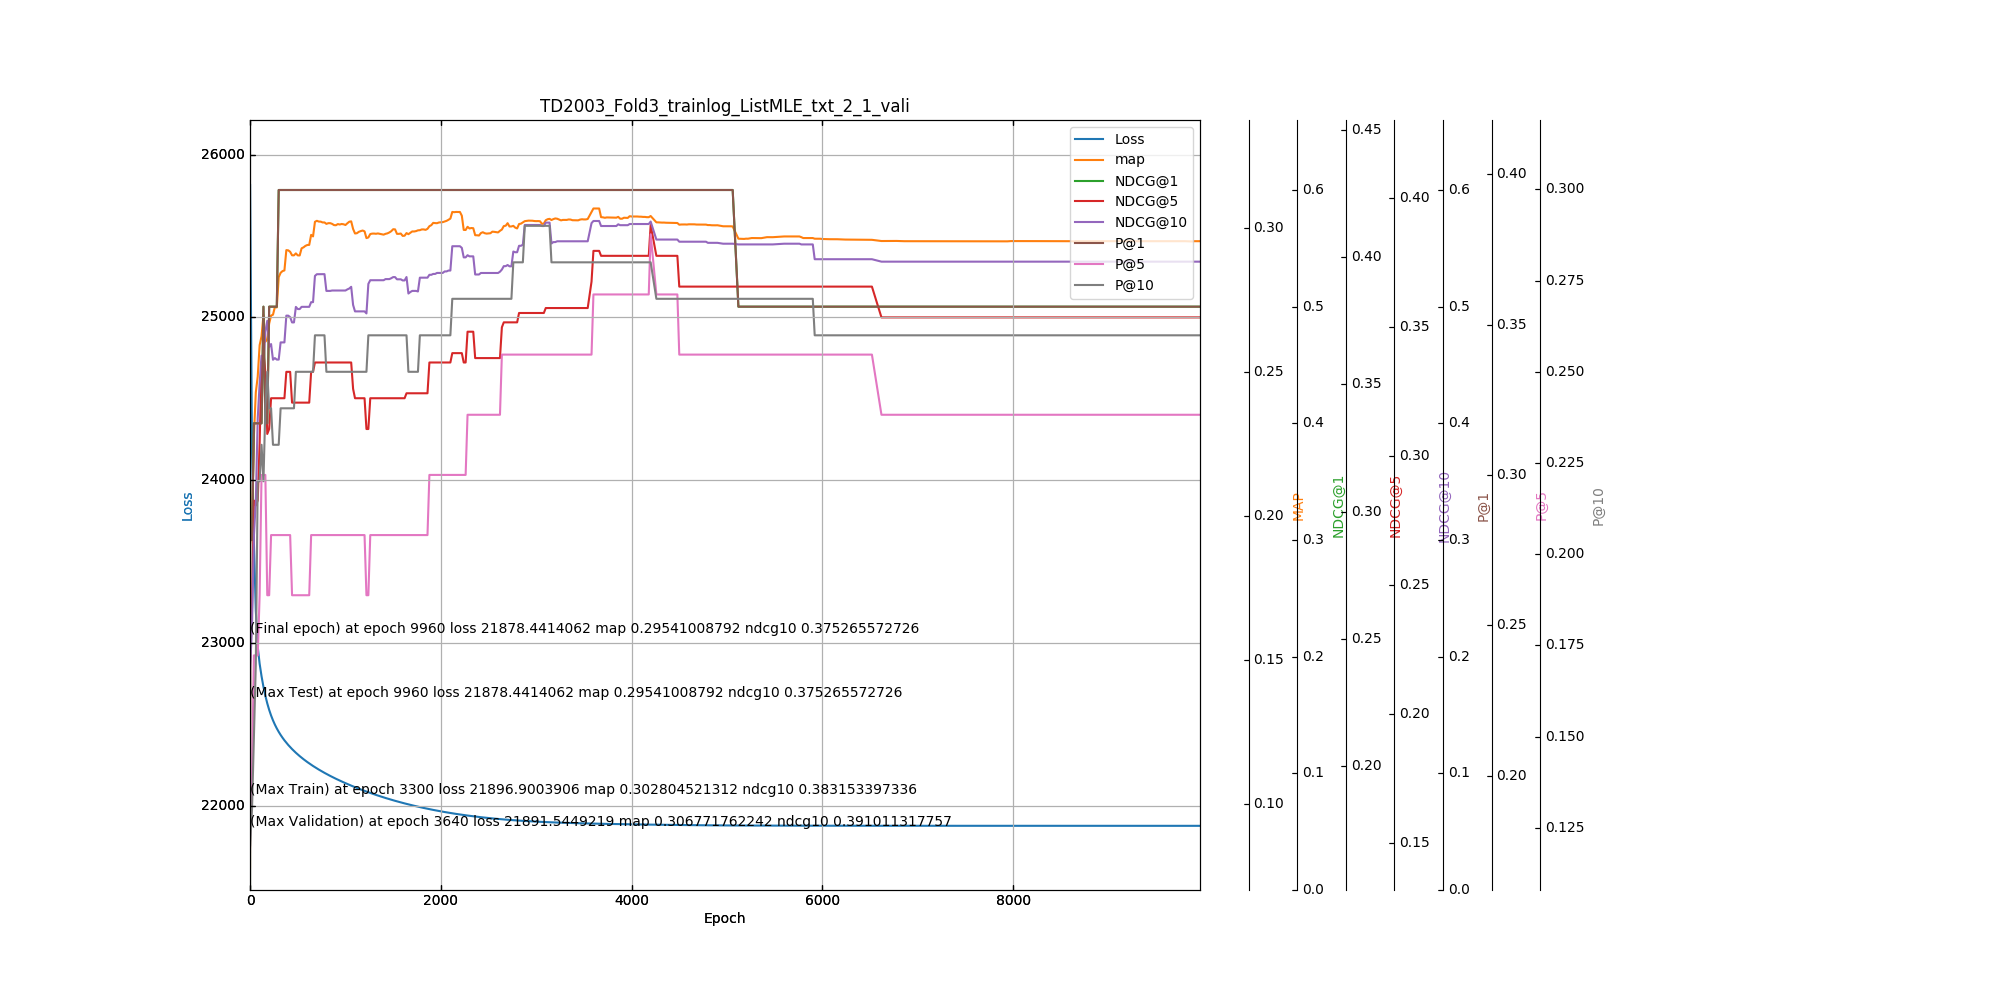 TD2003_Fold3_trainlog_ListMLE_txt_2_1_vali
Loss
map
NDCG@1
NDCG@5
NDCG@10
P@1
P@5
P@10
26000
25000
24000
23000
22000
Loss
(Final epoch) at epoch 9960 loss 21878.4414062 map 0.29541008792 ndcg10 0.375265572726
(Max Test) at epoch 9960 loss 21878.4414062 map 0.29541008792 ndcg10 0.375265572726
(Max Train) at epoch 3300 loss 21896.9003906 map 0.302804521312 ndcg10 0.383153397336
(Max Validation) at epoch 3640 loss 21891.5449219 map 0.306771762242 ndcg10 0.391011317757
0 2000 4000 6000 8000
Epoch
0.30
0.25
0.20
0.15
0.10
MAP
0.6
0.5
0.4
0.3
0.2
0.1
0.0
NDCG@1
0.45
0.40
0.35
0.30
0.25
0.20
NDCG@5
0.40
0.35
0.30
0.25
0.20
0.15
NDCG@10
0.6
0.5
0.4
0.3
0.2
0.1
0.0
P@1
0.40
0.35
0.30
0.25
0.20
P@5
0.300
0.275
0.250
0.225
0.200
0.175
0.150
0.125
P@10